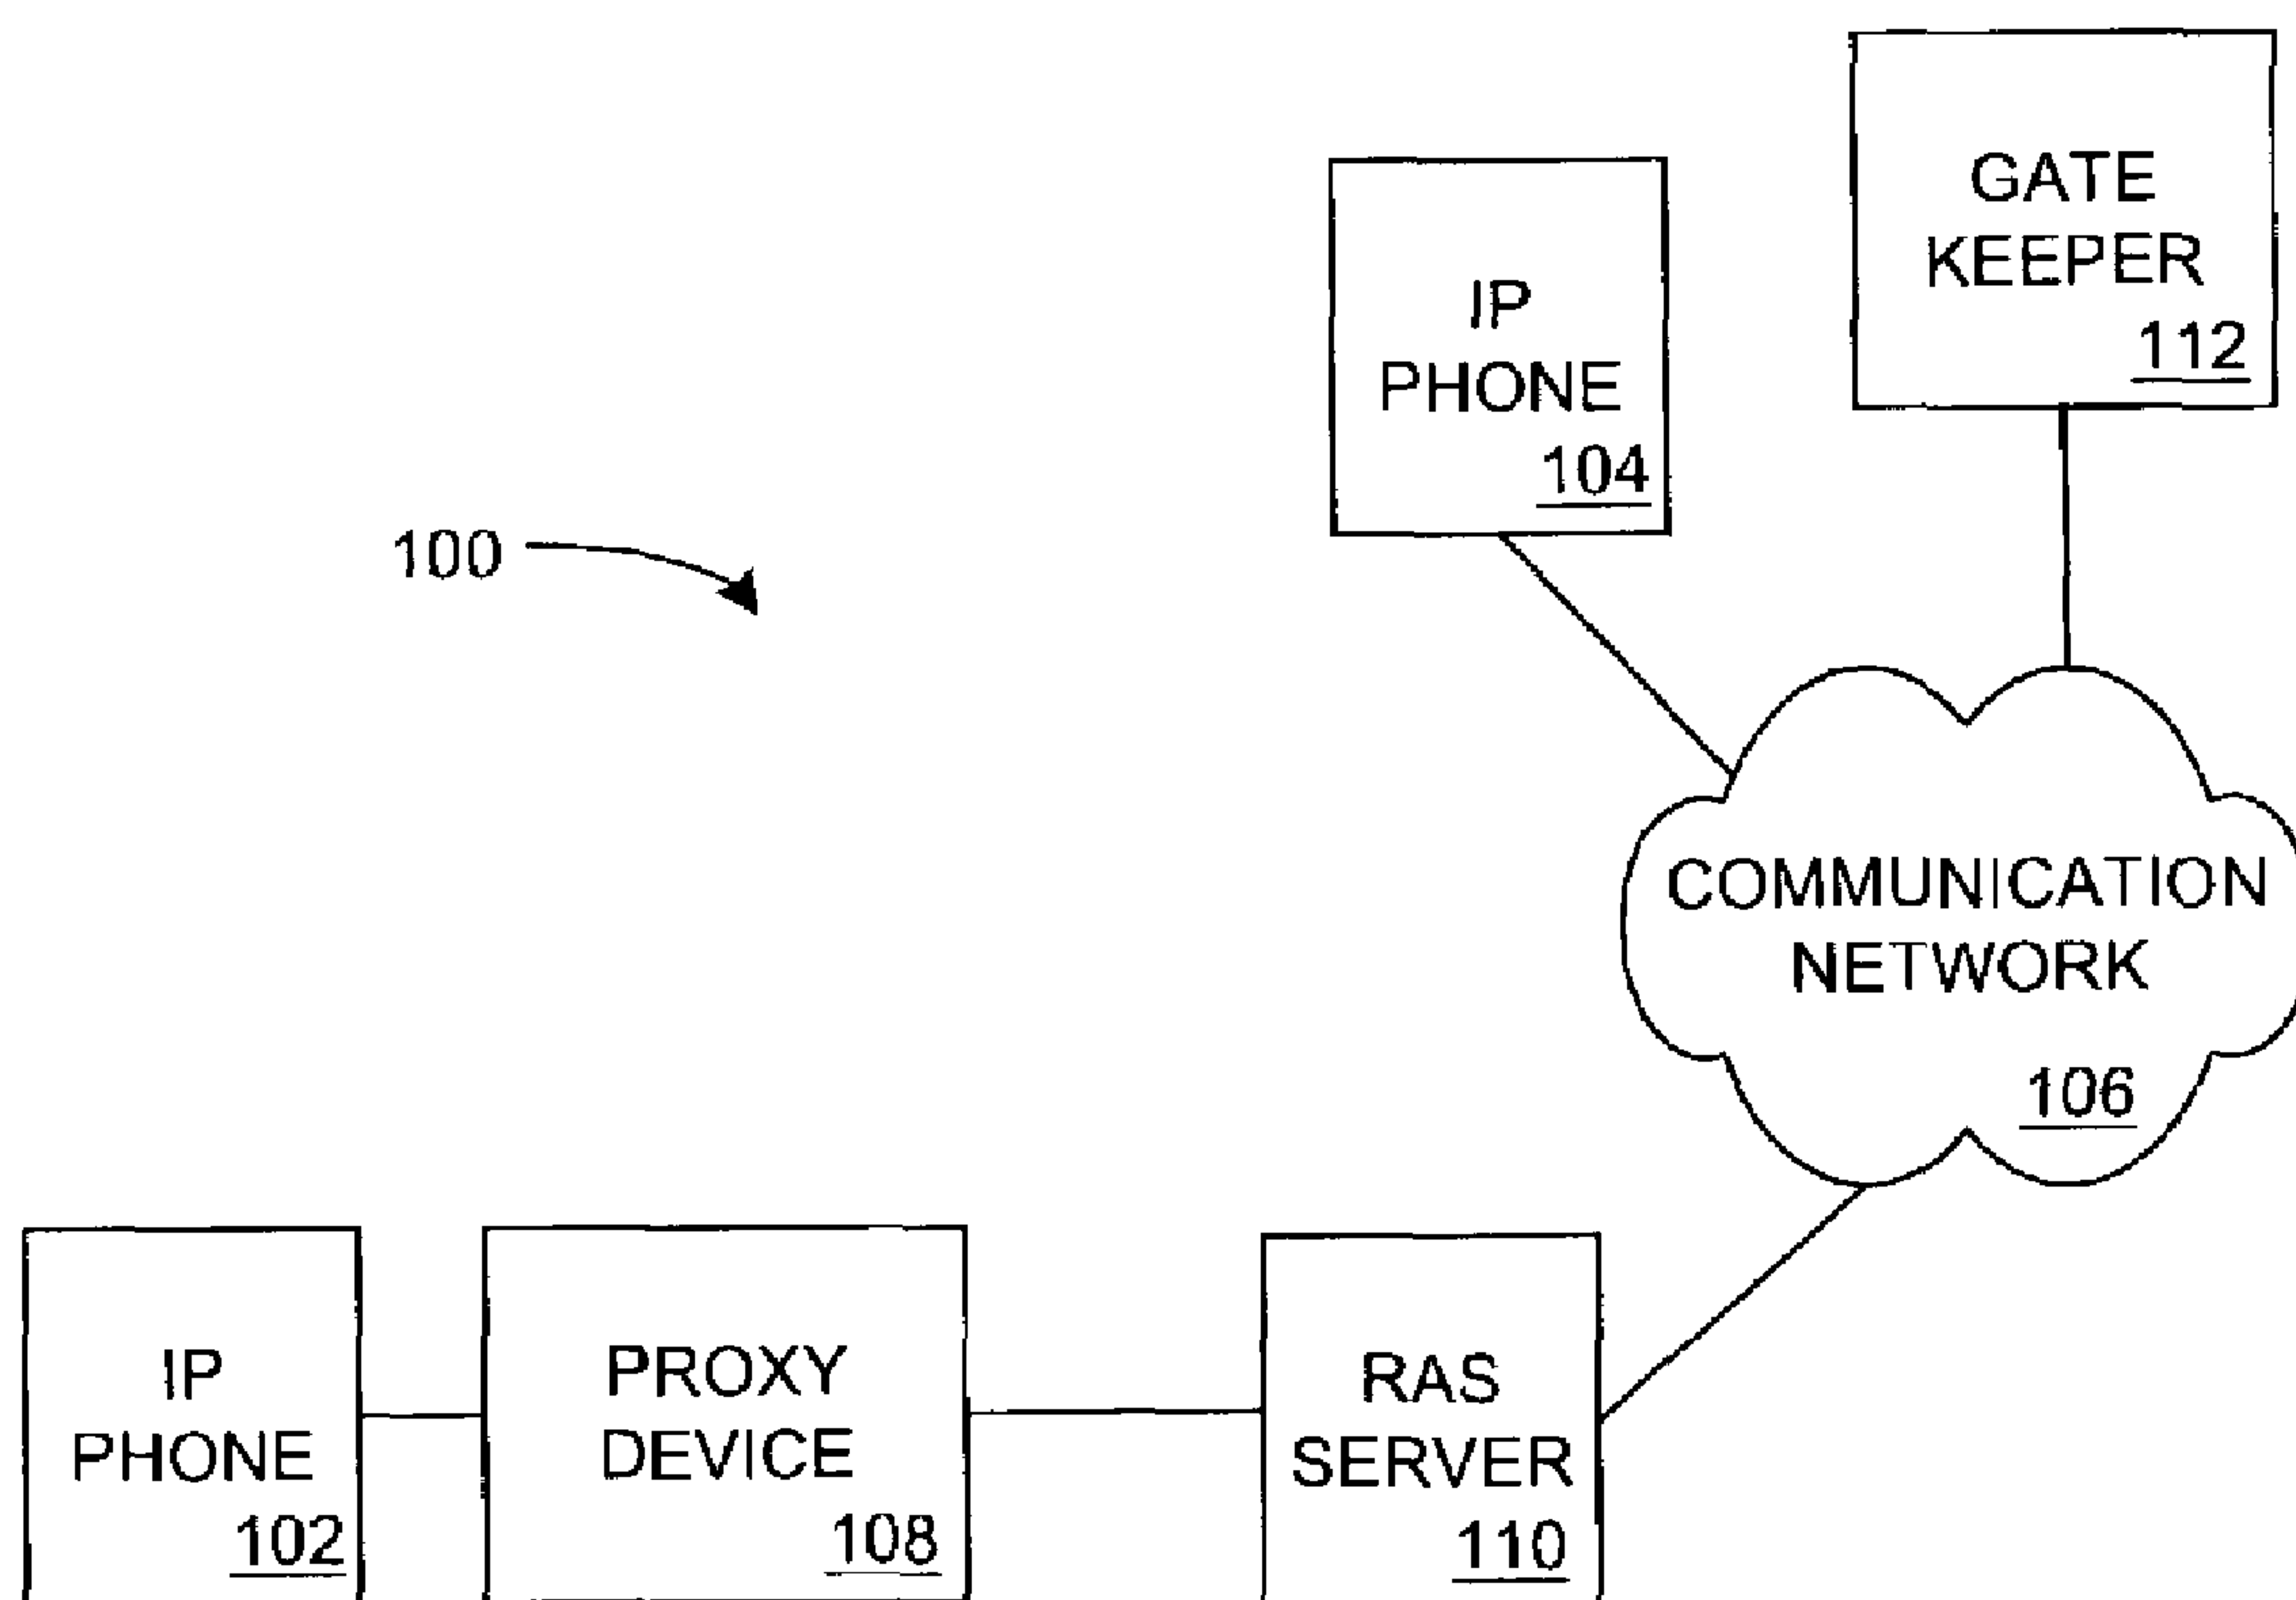 GATE
KEEPER
112
IP
PHONE
104
100
COMMUNICATION
NETWORK
106
IP
PHONE
102
PROXY
DEVICE
108
RAS
SERVER
110